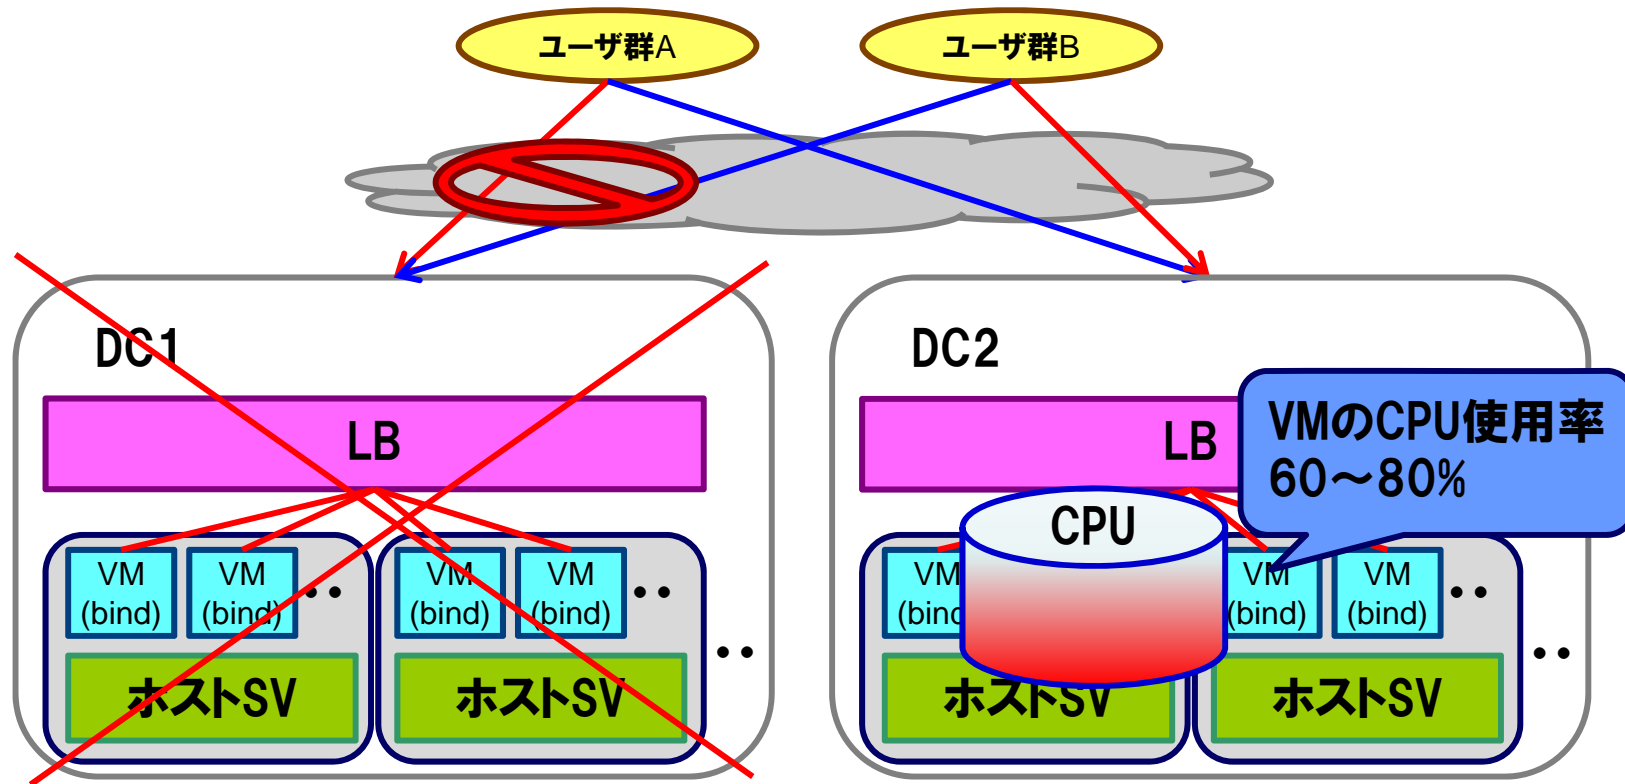 ユーザ群A
ユーザ群B
DC1
DC2
LB
LB
VMのCPU使用率
60～80%
CPU
VM
(bind)
VM
(bind)
‥
VM
(bind)
VM
(bind)
‥
VM
(bind
VM
(bind)
VM
(bind)
‥
‥
‥
ホストSV
ホストSV
ホストSV
ホストSV